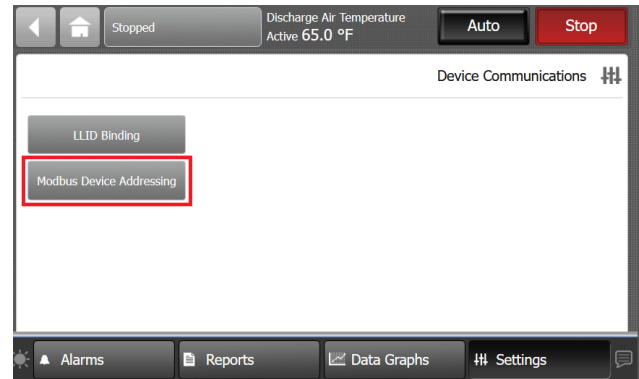 Stopped
Discharge Air Temperature
Active 65.0 °F
Auto
Stop
Device Communications
LLID Binding
Modbus Device Addressing
Alarms
Reports
Data Graphs
Settings